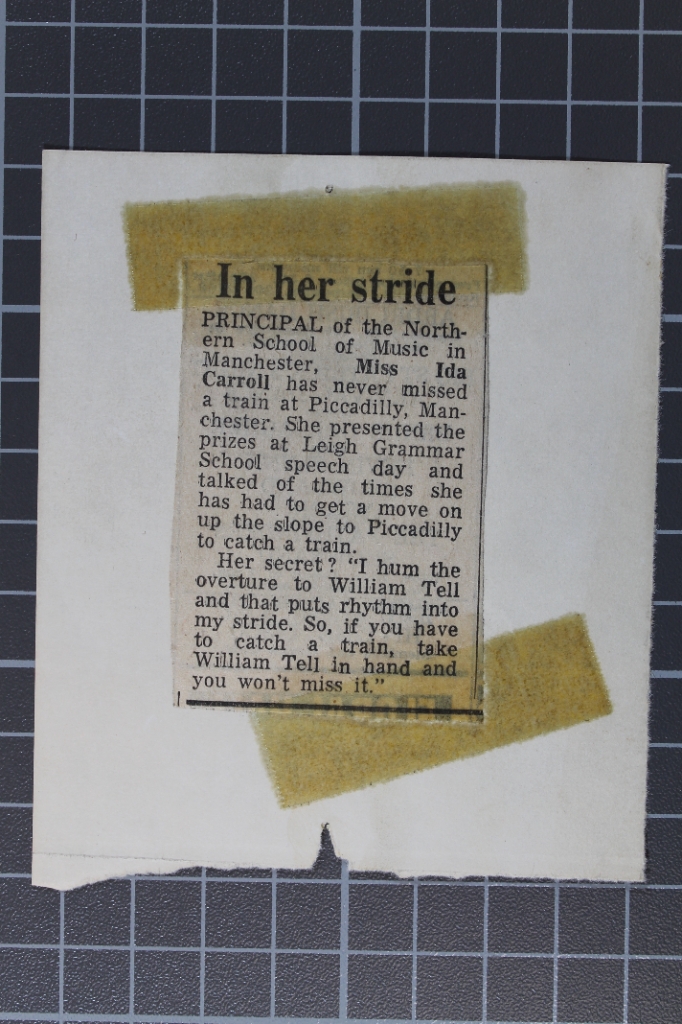 In her stride
PRINCIPAL of the North-
ern School of Music in
Manchester, Miss Ida
Carroll has never missed
a train at Piccadilly, Man-
chester. She presented the
prizes at Leigh Grammar
School speech day and
talked of the times she
has had to get a move on
up the slope to Piccadilly
to catch a train.
Her secret? "I hum the
overture to William Tell
and that puts rhythm into
my stride. So, if you have
to catch a train, take
William Tell in hand and
you won't miss it."